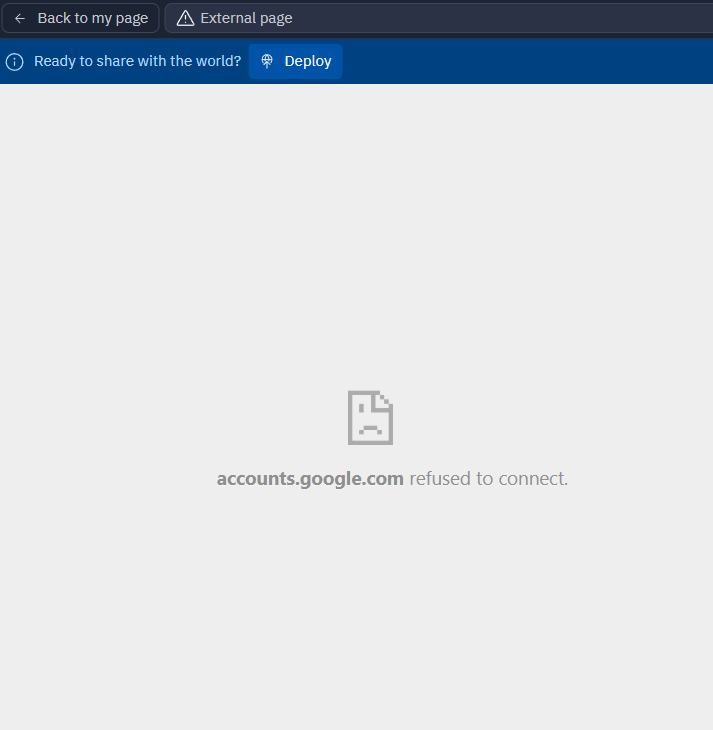 Back to my page
External page
Ready to share with the world?
Deploy
accounts.google.com refused to connect.